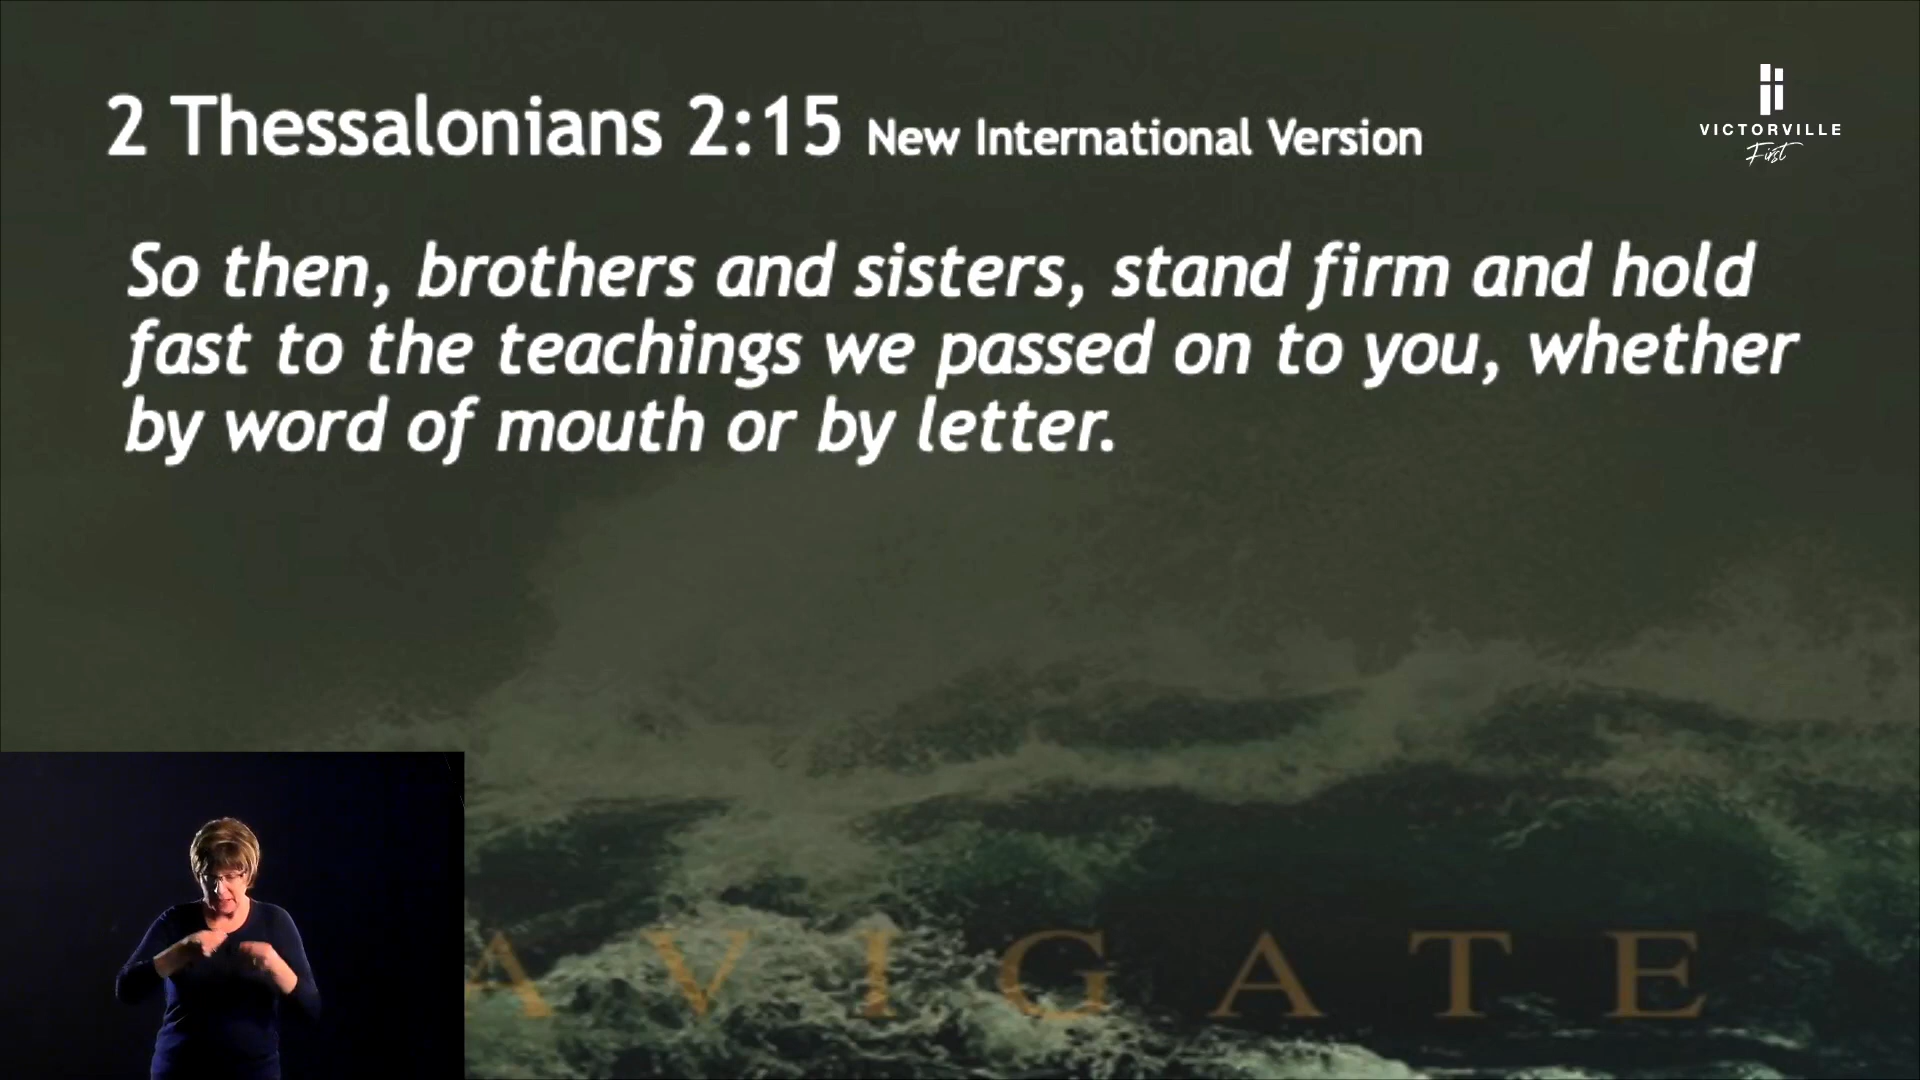 2 Thessalonians 2:15 New International Version
VICTORVILLE
First
So then, brothers and sisters, stand firm and hold
fast to the teachings we passed on to you, whether
by word of mouth or by letter.
AVIGATE